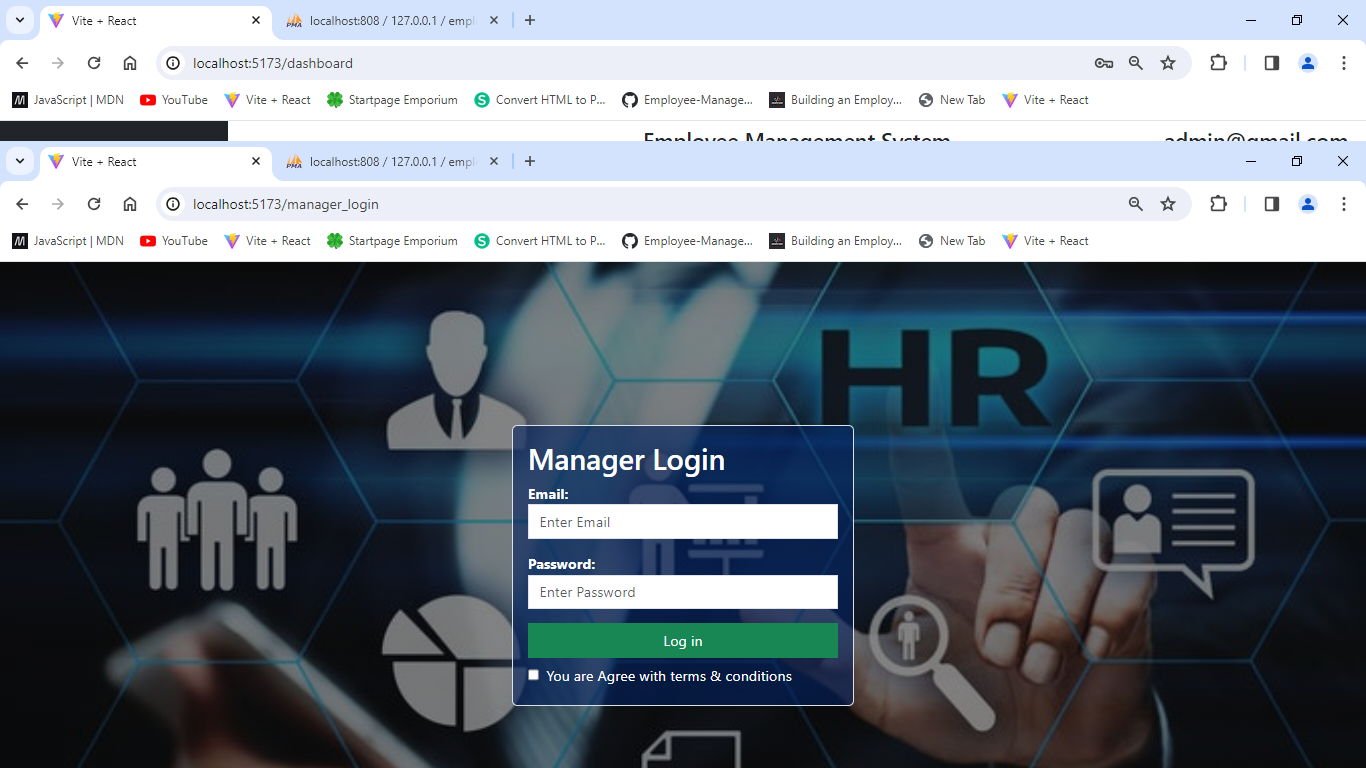 Vite + React
localhost:808 / 127.0.0.1 / empl
localhost:5173/dashboard
JavaScript | MDN YouTube Vite + React Startpage Emporium Convert HTML to P... Employee-Manage... Building an Employ... New Tab Vite + React
Employee Management System admin@gmail.com
Vite + React
localhost:808 / 127.0.0.1 / empl
localhost:5173/manager_login
JavaScript | MDN YouTube Vite + React Startpage Emporium Convert HTML to P... Employee-Manage... Building an Employ... New Tab Vite + React
HR
Manager Login
Email:
Enter Email
Password:
Enter Password
Log in
You are Agree with terms & conditions